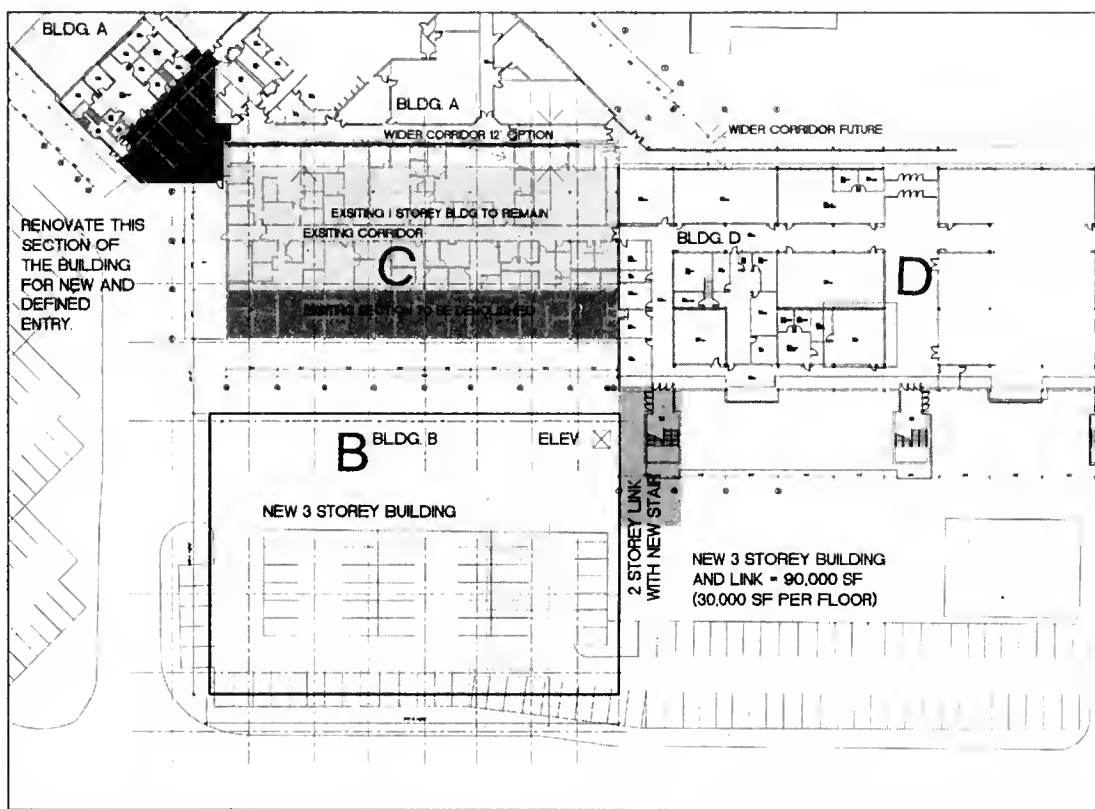 BLDG. A
BLDG. A
WIDER CORRIDOR 12' OPTION
WIDER CORRIDOR FUTURE
RENOVATE THIS
SECTION OF
THE BUILDING
FOR NEW AND
DEFINED
ENTRY.
EXSITING 1 STOREY BLDG TO REMAIN
EXSITING CORRIDOR
C
EXSITING SECTION TO BE DEMOLISHED
BLDG. D
D
B
BLDG. B
ELEV
NEW 3 STOREY BUILDING
2 STOREY LINK
WITH NEW STAIR
NEW 3 STOREY BUILDING
AND LINK = 90,000 SF
(30,000 SF PER FLOOR)